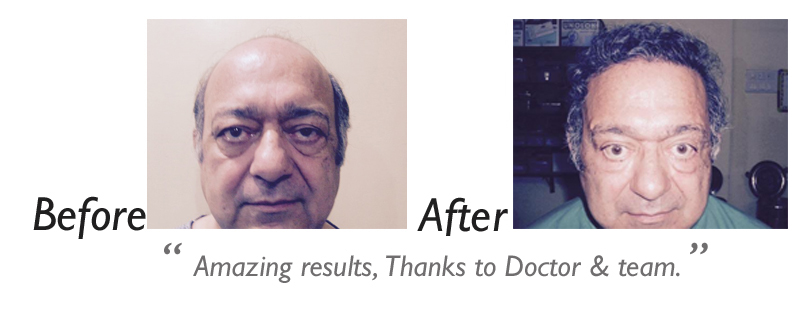 Before After
“ Amazing results, Thanks to Doctor & team. ”